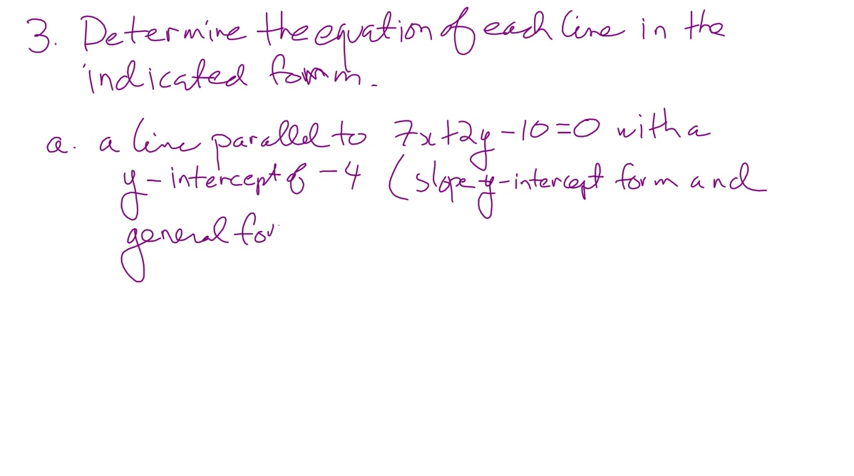 3. Determine the equation of each line in the
indicated form.
a. a line parallel to 7x+2y-10=0 with a
y-intercept of -4 (slope y-intercept form and
general for